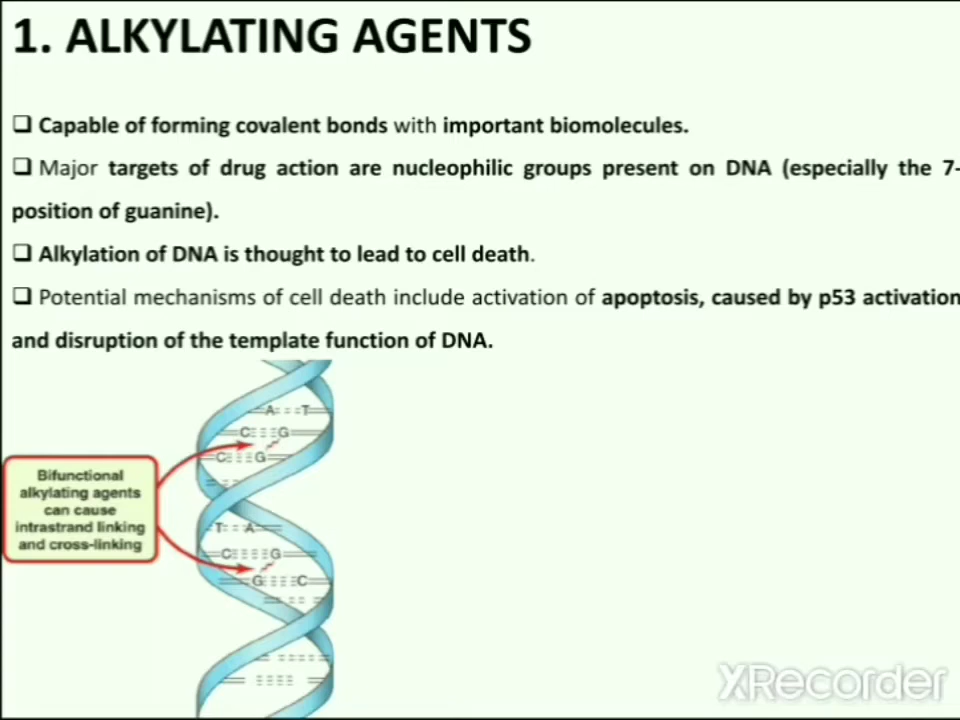 1. ALKYLATING AGENTS
❑ Capable of forming covalent bonds with important biomolecules.
❑ Major targets of drug action are nucleophilic groups present on DNA (especially the 7-
position of guanine).
❑ Alkylation of DNA is thought to lead to cell death.
❑ Potential mechanisms of cell death include activation of apoptosis, caused by p53 activation
and disruption of the template function of DNA.
A T
C G
C G
Bifunctional
alkylating agents
can cause
intrastrand linking
and cross-linking
T A
C G
G C
XRecorder